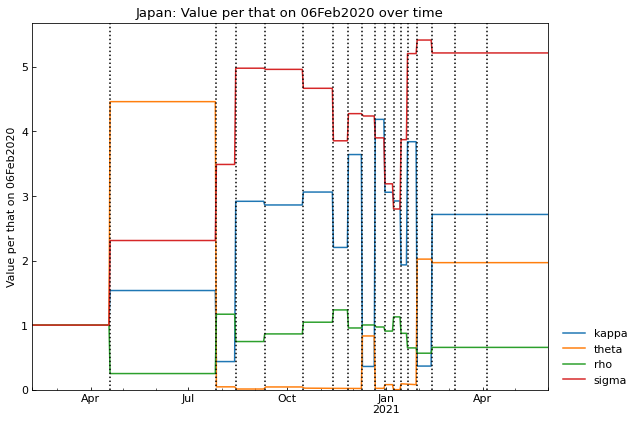 Japan: Value per that on 06Feb2020 over time
Value per that on 06Feb2020
5
4
3
2
1
0
Apr
Jul
Oct
Jan
2021
Apr
kappa
theta
rho
sigma